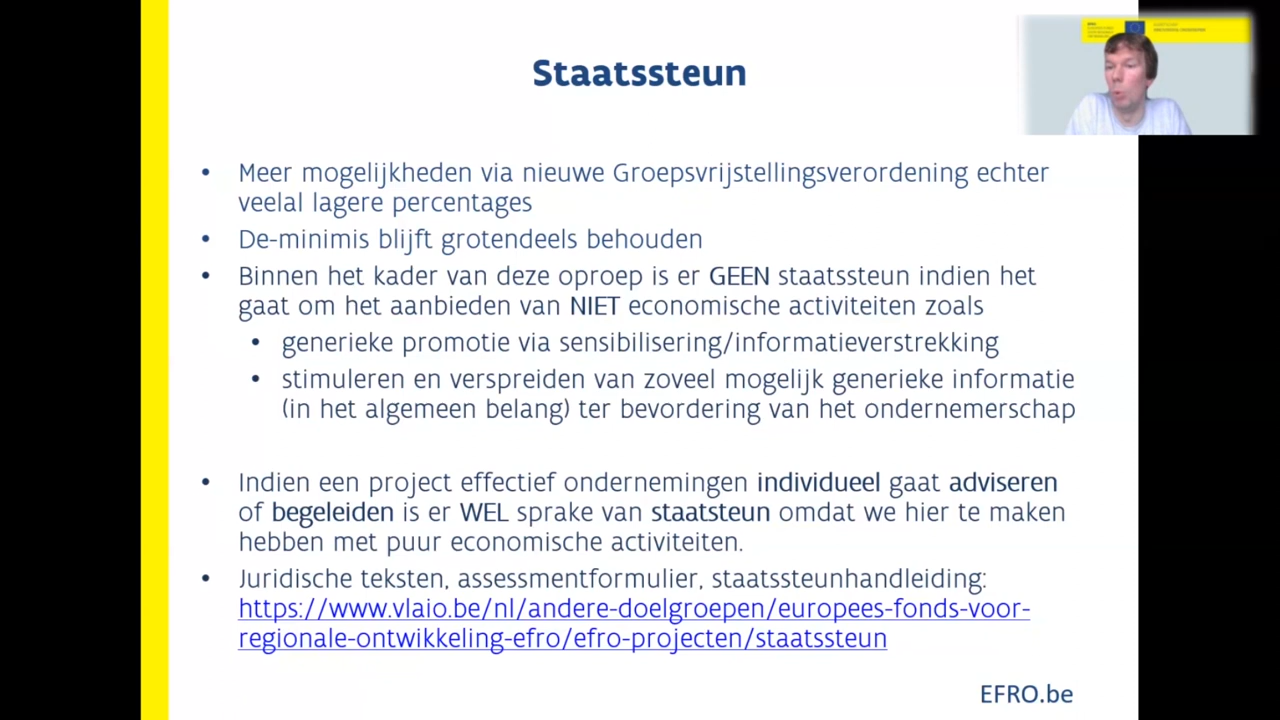 Staatssteun
• Meer mogelijkheden via nieuwe Groepsvrijstellingsverordening echter
veelal lagere percentages
• De-minimis blijft grotendeels behouden
• Binnen het kader van deze oproep is er GEEN staatssteun indien het
gaat om het aanbieden van NIET economische activiteiten zoals
• generieke promotie via sensibilisering/informatieverstrekking
• stimuleren en verspreiden van zoveel mogelijk generieke informatie
(in het algemeen belang) ter bevordering van het ondernemerschap
• Indien een project effectief ondernemingen individueel gaat adviseren
of begeleiden is er WEL sprake van staatsteun omdat we hier te maken
hebben met puur economische activiteiten.
• Juridische teksten, assessmentformulier, staatssteunhandleiding:
https://www.vlaio.be/nl/andere-doelgroepen/europees-fonds-voor-
regionale-ontwikkeling-efro/efro-projecten/staatssteun
EFRO.be